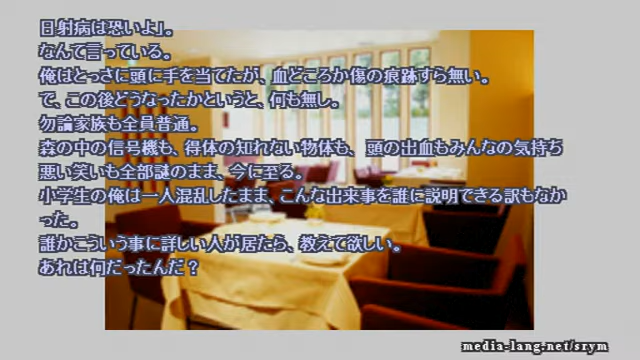 日射病は恐いよ」。
なんて言っている。
俺はとっさに頭に手を当てたが、血どころか傷の痕跡すら無い。
で、この後どうなったかというと、何も無し。
勿論家族も全員普通。
森の中の信号機も、得体の知れない物体も、頭の出血もみんなの気持ち
悪い笑いも全部謎のまま、今に至る。
小学生の俺は一人混乱したまま、こんな出来事を誰に説明できる訳もなか
った。
誰かこういう事に詳しい人が居たら、教えて欲しい。
あれは何だったんだ？
media-lang.net/srym